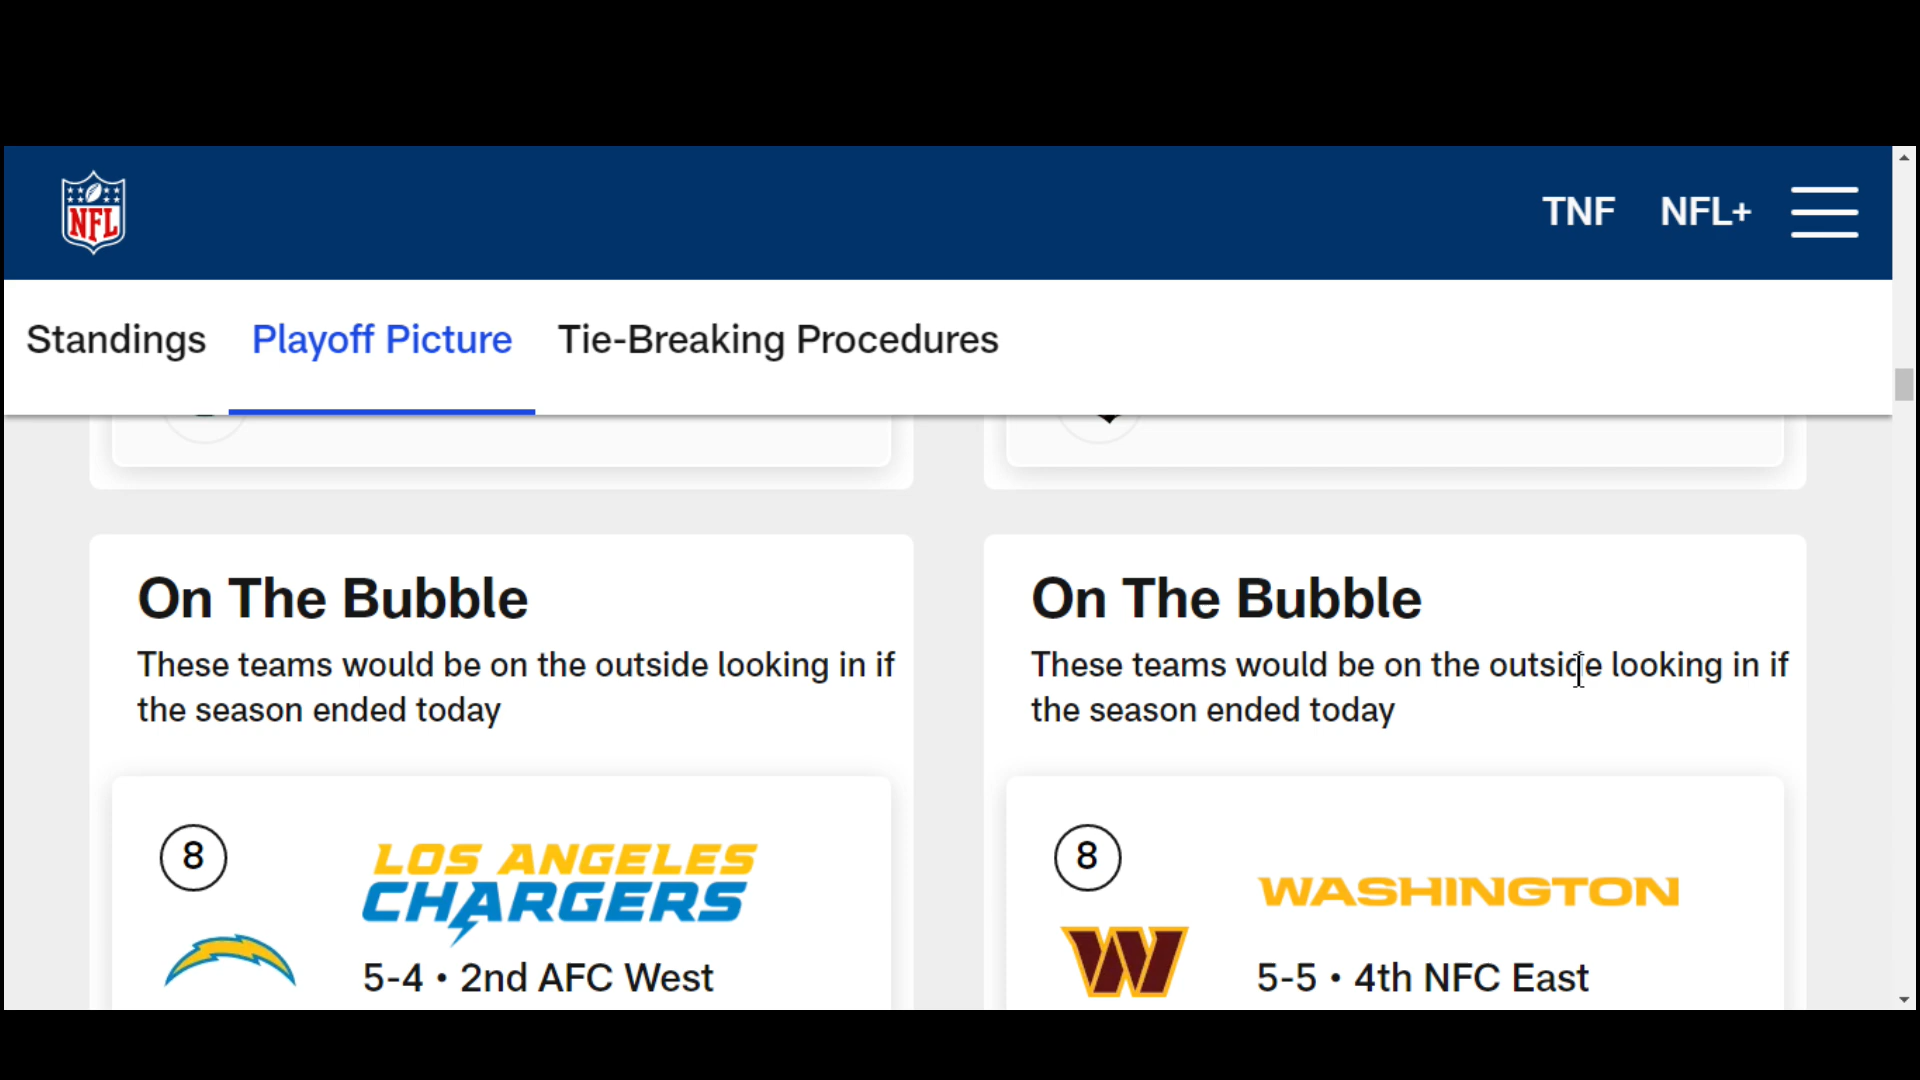 NFL
TNF NFL+
Standings Playoff Picture Tie-Breaking Procedures
On The Bubble
These teams would be on the outside looking in if
the season ended today
8
LOS ANGELES
CHARGERS
5-4 • 2nd AFC West
On The Bubble
These teams would be on the outside looking in if
the season ended today
8
WASHINGTON
W
5-5 • 4th NFC East